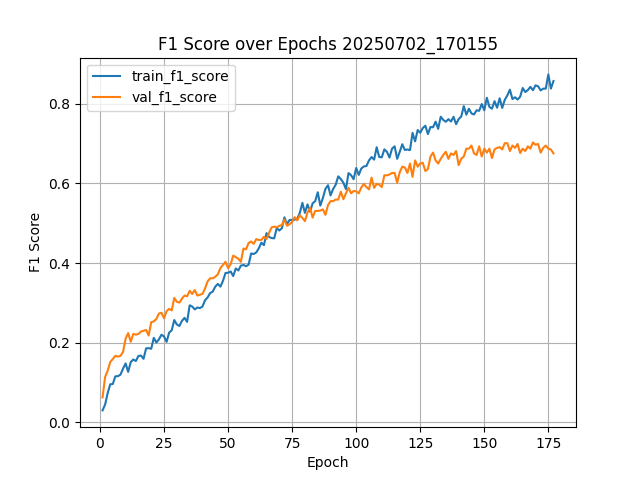 F1 Score over Epochs 20250702_170155
train_f1_score
val_f1_score
0.8
0.6
0.4
0.2
0.0
F1 Score
0 25 50 75 100 125 150 175
Epoch